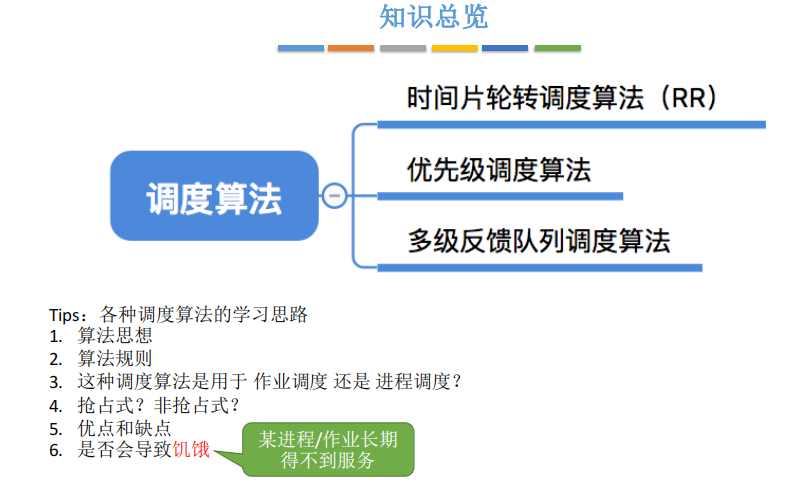 知识总览
调度算法
时间片轮转调度算法（RR）
优先级调度算法
多级反馈队列调度算法
Tips：各种调度算法的学习思路
1. 算法思想
2. 算法规则
3. 这种调度算法是用于 作业调度 还是 进程调度？
4. 抢占式？非抢占式？
5. 优点和缺点
6. 是否会导致饥饿
某进程/作业长期
得不到服务